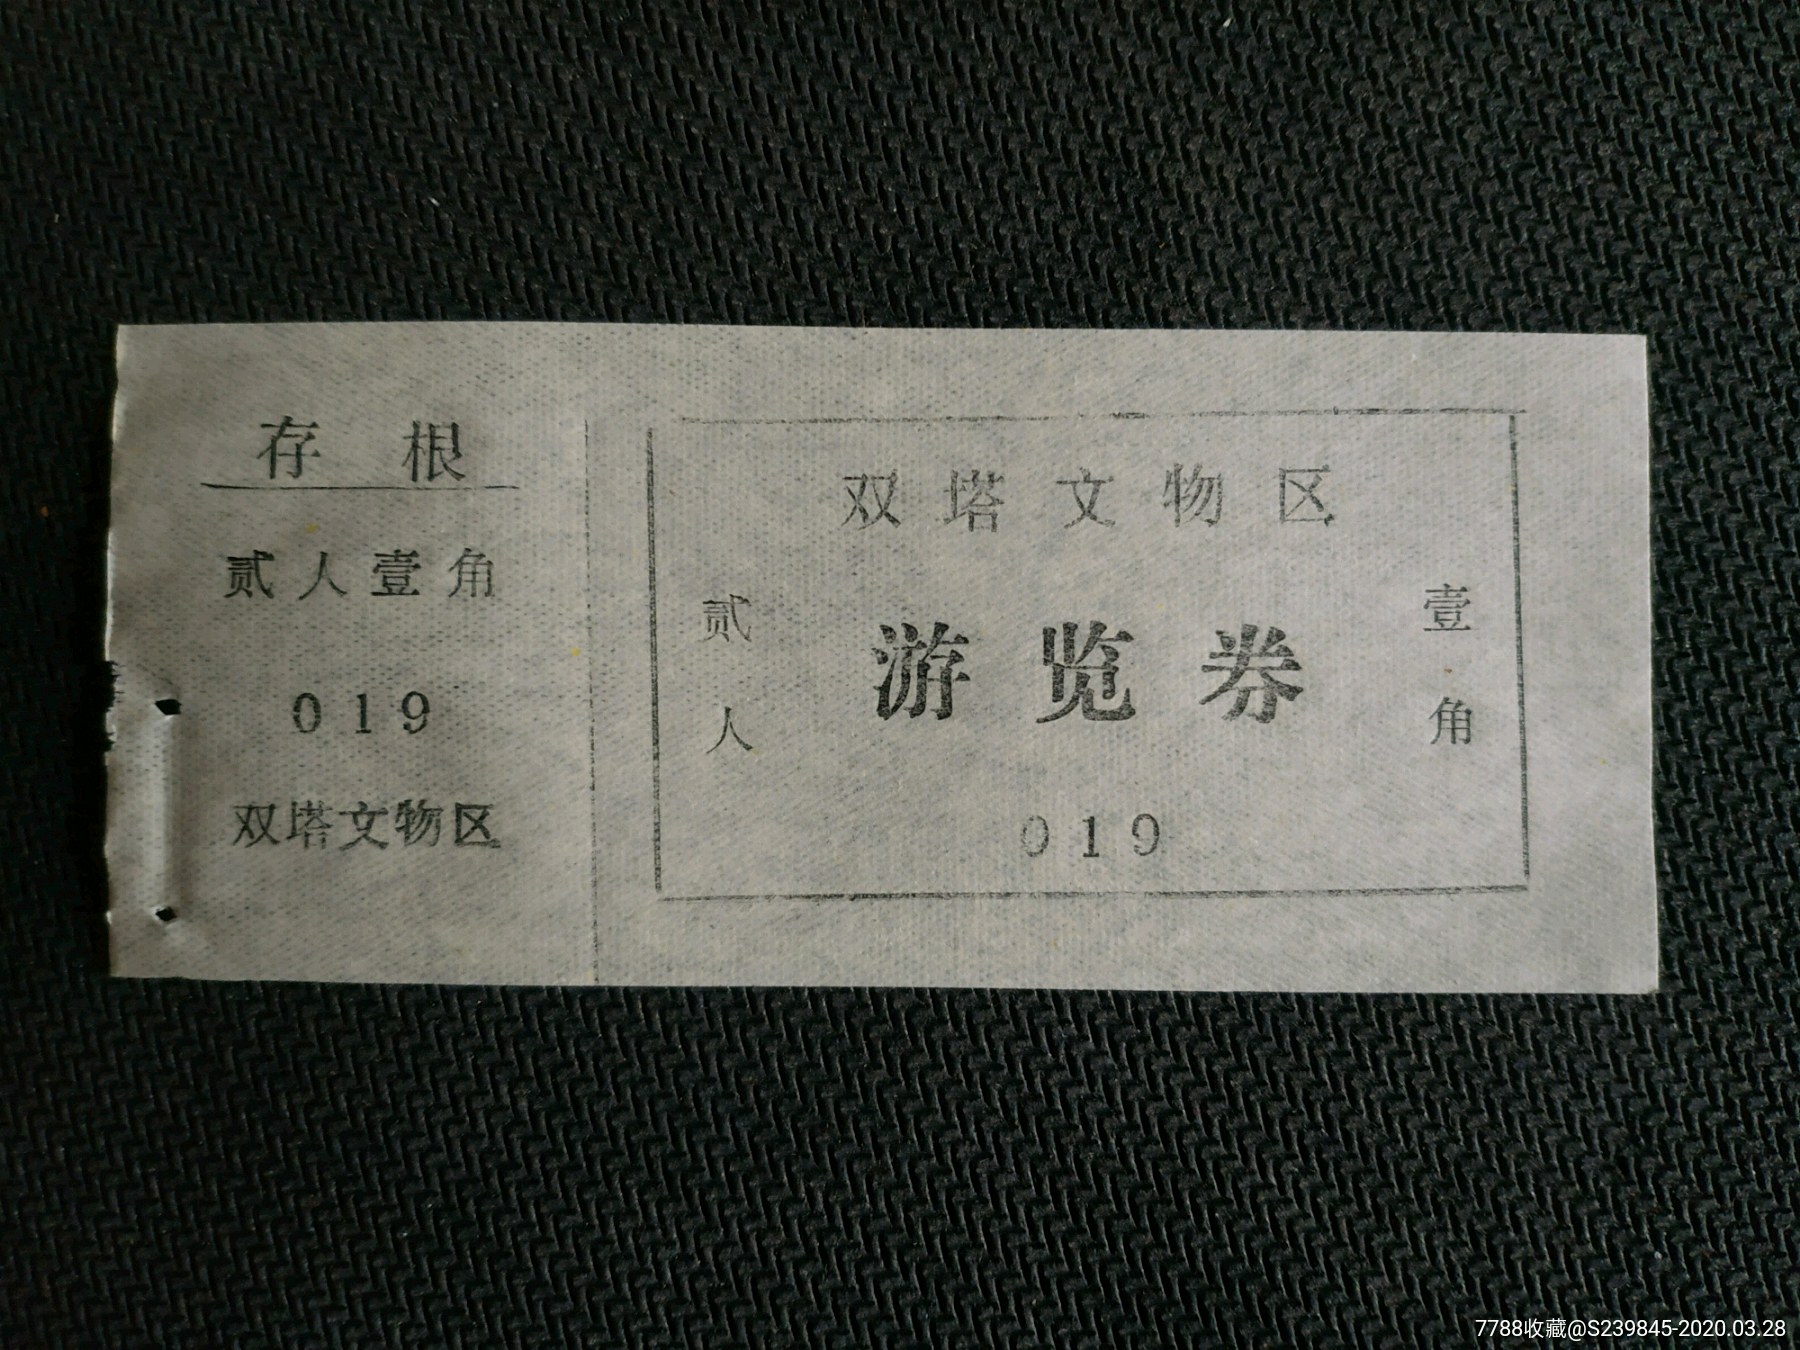 存根
贰人壹角
019
双塔文物区
双塔文物区
贰人
游览券
壹角
019
7788收藏@S239845-2020.03.28